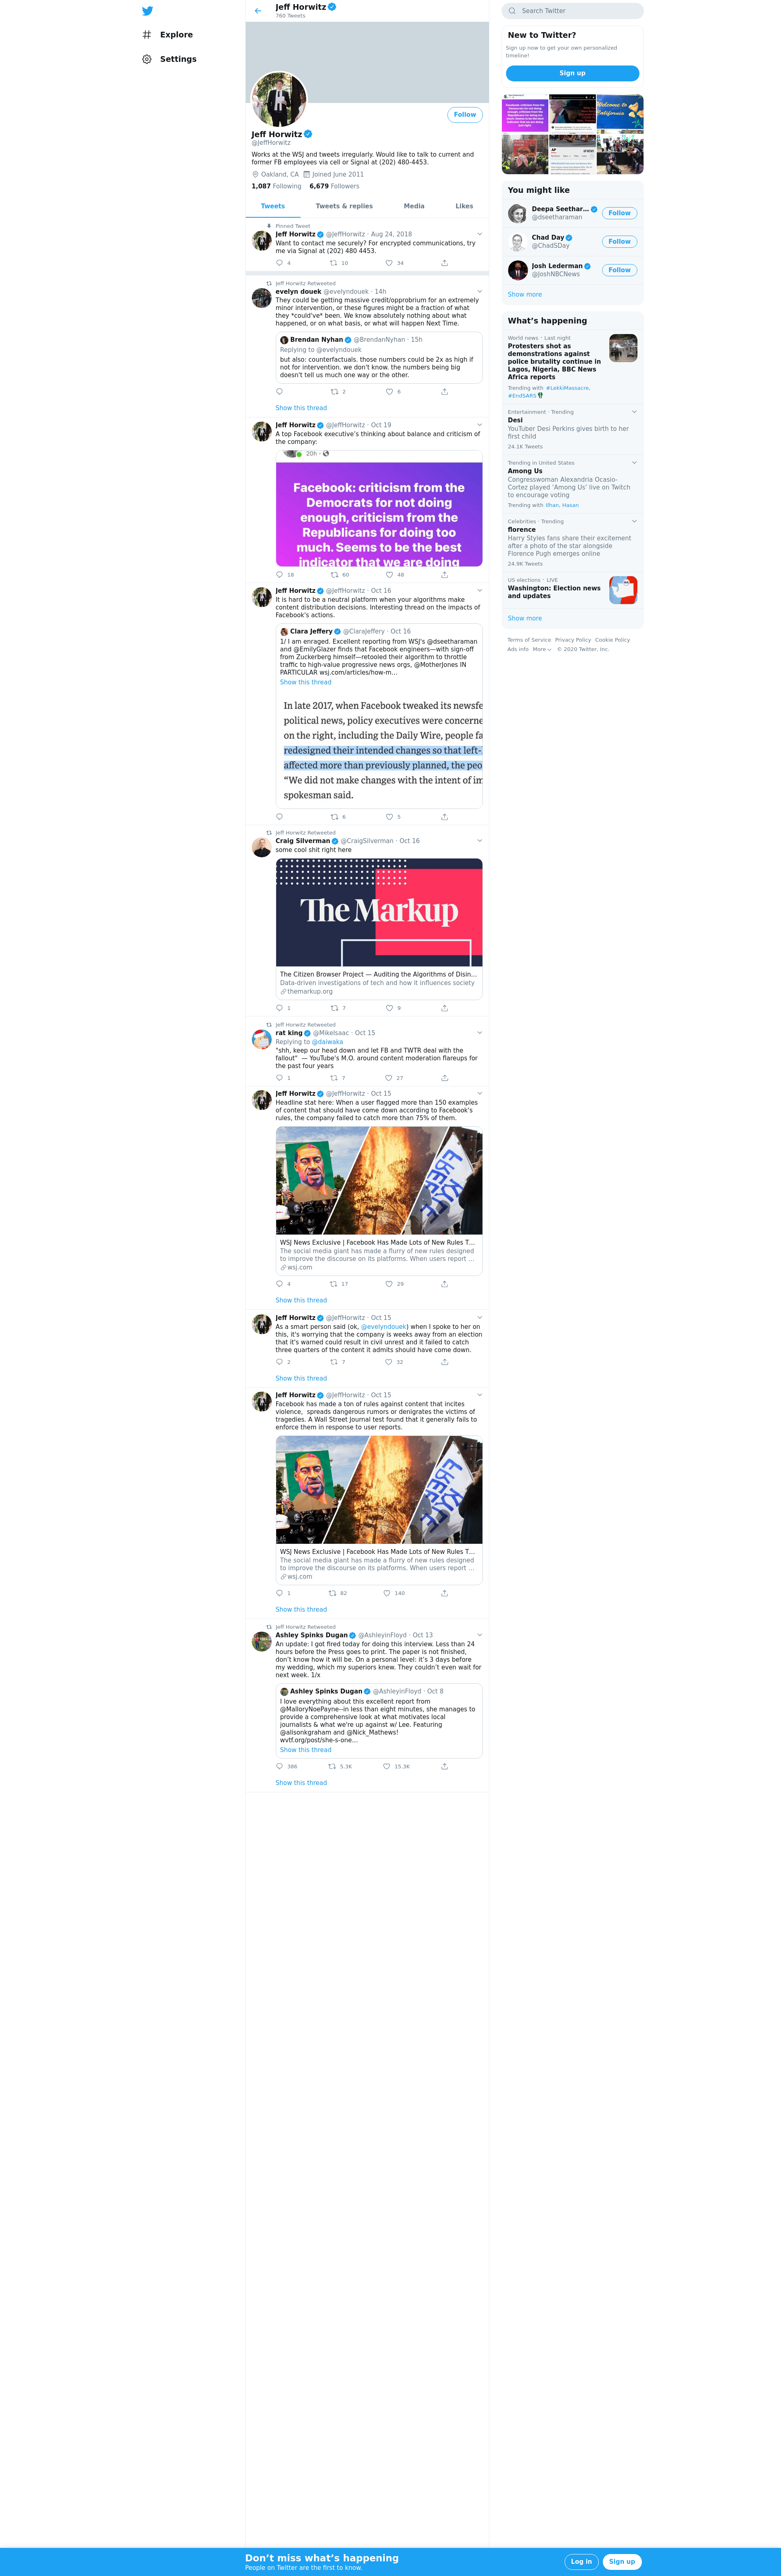 Explore
Settings
Jeff Horwitz
760 Tweets
Follow
Jeff Horwitz
@JeffHorwitz
Works at the WSJ and tweets irregularly. Would like to talk to current and
former FB employees via cell or Signal at (202) 480-4453.
Oakland, CA Joined June 2011
1,087 Following 6,679 Followers
Tweets Tweets & replies Media Likes
Pinned Tweet
Jeff Horwitz @JeffHorwitz · Aug 24, 2018
Want to contact me securely? For encrypted communications, try
me via Signal at (202) 480 4453.
4 10 34
Jeff Horwitz Retweeted
evelyn douek @evelyndouek · 14h
They could be getting massive credit/opprobrium for an extremely
minor intervention, or these figures might be a fraction of what
they *could've* been. We know absolutely nothing about what
happened, or on what basis, or what will happen Next Time.
Brendan Nyhan @BrendanNyhan · 15h
Replying to @evelyndouek
but also: counterfactuals. those numbers could be 2x as high if
not for intervention. we don't know. the numbers being big
doesn't tell us much one way or the other.
2 6
Show this thread
Jeff Horwitz @JeffHorwitz · Oct 19
A top Facebook executive's thinking about balance and criticism of
the company:
20h ·
Facebook: criticism from the
Democrats for not doing
enough, criticism from the
Republicans for doing too
much. Seems to be the best
indicator that we are doing
18 60 48
Jeff Horwitz @JeffHorwitz · Oct 16
It is hard to be a neutral platform when your algorithms make
content distribution decisions. Interesting thread on the impacts of
Facebook's actions.
Clara Jeffery @ClaraJeffery · Oct 16
1/ I am enraged. Excellent reporting from WSJ's @dseetharaman
and @EmilyGlazer finds that Facebook engineers—with sign-off
from Zuckerberg himself—retooled their algorithm to throttle
traffic to high-value progressive news orgs, @MotherJones IN
PARTICULAR wsj.com/articles/how-m…
Show this thread
In late 2017, when Facebook tweaked its newsfe
political news, policy executives were concerne
on the right, including the Daily Wire, people fa
redesigned their intended changes so that left-
affected more than previously planned, the peo
“We did not make changes with the intent of im
spokesman said.
6 5
Jeff Horwitz Retweeted
Craig Silverman @CraigSilverman · Oct 16
some cool shit right here
The Markup
The Citizen Browser Project — Auditing the Algorithms of Disin…
Data-driven investigations of tech and how it influences society
themarkup.org
1 7 9
Jeff Horwitz Retweeted
rat king @MikeIsaac · Oct 15
Replying to @daiwaka
"shh, keep our head down and let FB and TWTR deal with the
fallout" — YouTube's M.O. around content moderation flareups for
the past four years
1 7 27
Jeff Horwitz @JeffHorwitz · Oct 15
Headline stat here: When a user flagged more than 150 examples
of content that should have come down according to Facebook's
rules, the company failed to catch more than 75% of them.
FREE KYLE
WSJ News Exclusive | Facebook Has Made Lots of New Rules T…
The social media giant has made a flurry of new rules designed
to improve the discourse on its platforms. When users report …
wsj.com
4 17 29
Show this thread
Jeff Horwitz @JeffHorwitz · Oct 15
As a smart person said (ok, @evelyndouek) when I spoke to her on
this, it's worrying that the company is weeks away from an election
that it's warned could result in civil unrest and it failed to catch
three quarters of the content it admits should have come down.
2 7 32
Show this thread
Jeff Horwitz @JeffHorwitz · Oct 15
Facebook has made a ton of rules against content that incites
violence, spreads dangerous rumors or denigrates the victims of
tragedies. A Wall Street Journal test found that it generally fails to
enforce them in response to user reports.
FREE KYLE
WSJ News Exclusive | Facebook Has Made Lots of New Rules T…
The social media giant has made a flurry of new rules designed
to improve the discourse on its platforms. When users report …
wsj.com
1 82 140
Show this thread
Jeff Horwitz Retweeted
Ashley Spinks Dugan @AshleyinFloyd · Oct 13
An update: I got fired today for doing this interview. Less than 24
hours before the Press goes to print. The paper is not finished,
don't know how it will be. On a personal level: it's 3 days before
my wedding, which my superiors knew. They couldn't even wait for
next week. 1/x
Ashley Spinks Dugan @AshleyinFloyd · Oct 8
I love everything about this excellent report from
@MalloryNoePayne--in less than eight minutes, she manages to
provide a comprehensive look at what motivates local
journalists & what we're up against w/ Lee. Featuring
@alisonkgraham and @Nick_Mathews!
wvtf.org/post/she-s-one…
Show this thread
386 5.3K 15.3K
Show this thread
Search Twitter
New to Twitter?
Sign up now to get your own personalized
timeline!
Sign up
Facebook: criticism from the
Democrats for not doing
enough, criticism from the
Republicans for doing too
much. Seems to be the best
indicator that we are doing
Welcome to
California
You might like
Deepa Seethar…
@dseetharaman
Follow
Chad Day
@ChadSDay
Follow
Josh Lederman
@JoshNBCNews
Follow
Show more
What's happening
World news · Last night
Protesters shot as
demonstrations against
police brutality continue in
Lagos, Nigeria, BBC News
Africa reports
Trending with #LekkiMassacre,
#EndSARS
Entertainment · Trending
Desi
YouTuber Desi Perkins gives birth to her
first child
24.1K Tweets
Trending in United States
Among Us
Congresswoman Alexandria Ocasio-
Cortez played 'Among Us' live on Twitch
to encourage voting
Trending with Ilhan, Hasan
Celebrities · Trending
florence
Harry Styles fans share their excitement
after a photo of the star alongside
Florence Pugh emerges online
24.9K Tweets
US elections · LIVE
Washington: Election news
and updates
Show more
Terms of Service Privacy Policy Cookie Policy
Ads info More © 2020 Twitter, Inc.
Don't miss what's happening
People on Twitter are the first to know.
Log in Sign up